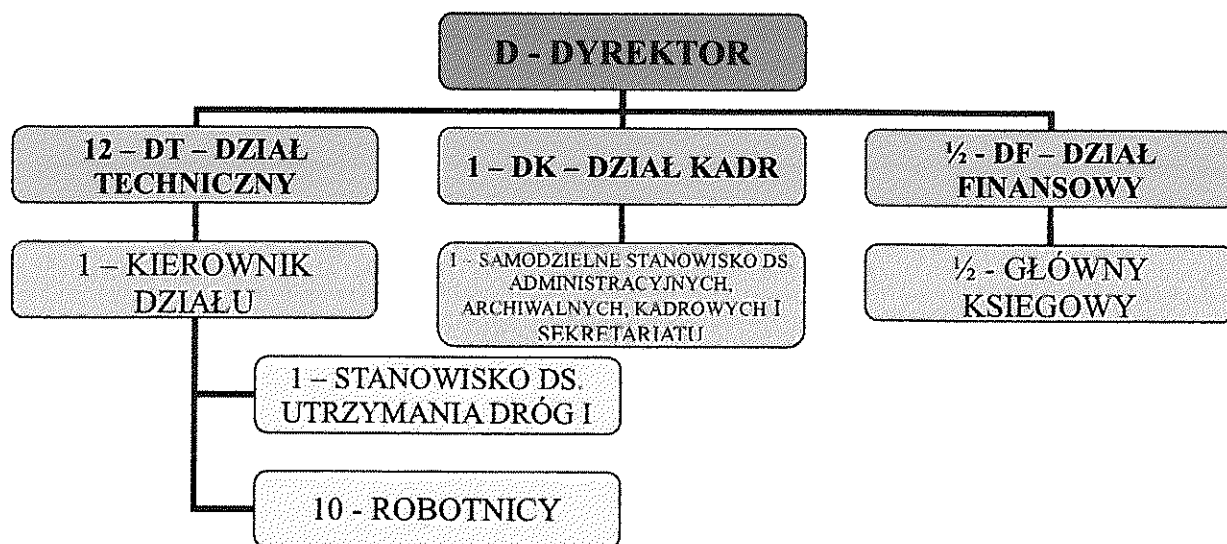 D - DYREKTOR
12 – DT – DZIAŁ
TECHNICZNY
1 – DK – DZIAŁ KADR
½ - DF – DZIAŁ
FINANSOWY
1 – KIEROWNIK
DZIAŁU
1 – SAMODZIELNE STANOWISKO DS
ADMINISTRACYJNYCH,
ARCHIWALNYCH, KADROWYCH I
SEKRETARIATU
½ - GŁÓWNY
KSIEGOWY
1 – STANOWISKO DS.
UTRZYMANIA DRÓG I
10 - ROBOTNICY